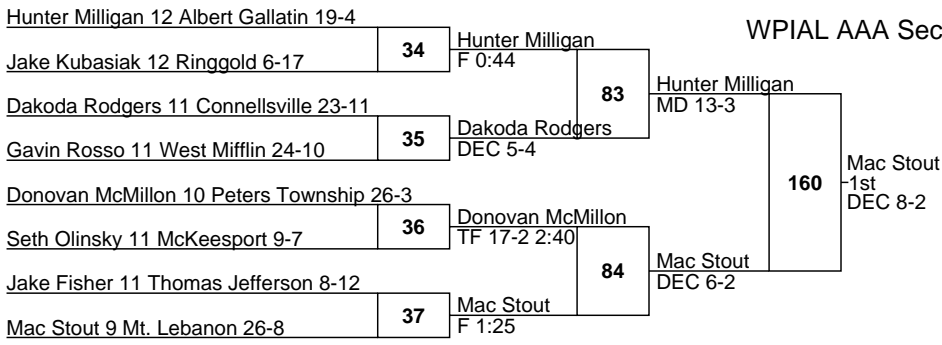 Hunter Milligan 12 Albert Gallatin 19-4
WPIAL AAA Sec
34
Hunter Milligan
F 0:44
Jake Kubasiak 12 Ringgold 6-17
83
Hunter Milligan
MD 13-3
Dakoda Rodgers 11 Connellsville 23-11
35
Dakoda Rodgers
DEC 5-4
Gavin Rosso 11 West Mifflin 24-10
160
Mac Stout
1st
DEC 8-2
Donovan McMillon 10 Peters Township 26-3
36
Donovan McMillon
TF 17-2 2:40
Seth Olinsky 11 McKeesport 9-7
84
Mac Stout
DEC 6-2
Jake Fisher 11 Thomas Jefferson 8-12
37
Mac Stout
F 1:25
Mac Stout 9 Mt. Lebanon 26-8